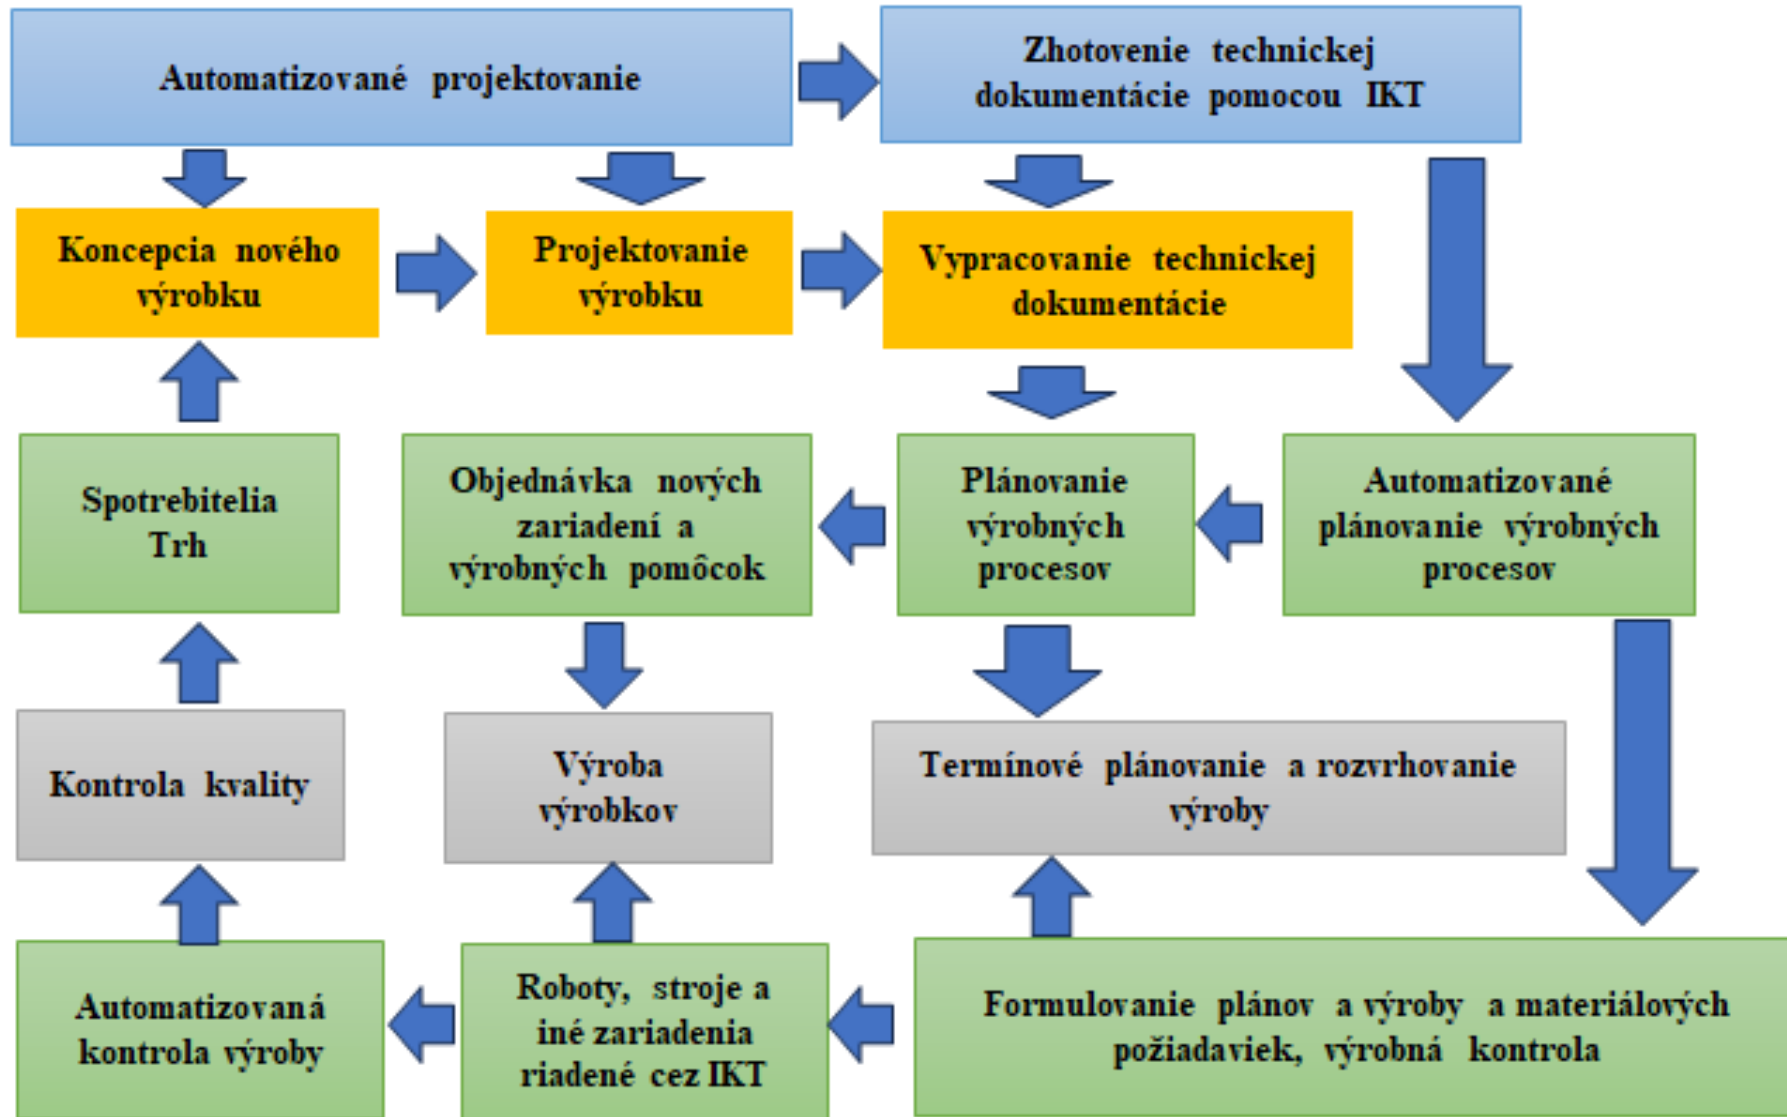 Automatizované projektovanie
Zhotovenie technickej
dokumentácie pomocou IKT
Koncepcia nového
výrobku
Projektovanie
výrobku
Vypracovanie technickej
dokumentácie
Spotrebitelia
Trh
Objednávka nových
zariadení a
výrobných pomôcok
Plánovanie
výrobných
procesov
Automatizované
plánovanie výrobných
procesov
Kontrola kvality
Výroba
výrobkov
Termínové plánovanie a rozvrhovanie
výroby
Automatizovaná
kontrola výroby
Roboty, stroje a
iné zariadenia
riadené cez IKT
Formulovanie plánov a výroby a materiálových
požiadaviek, výrobná kontrola